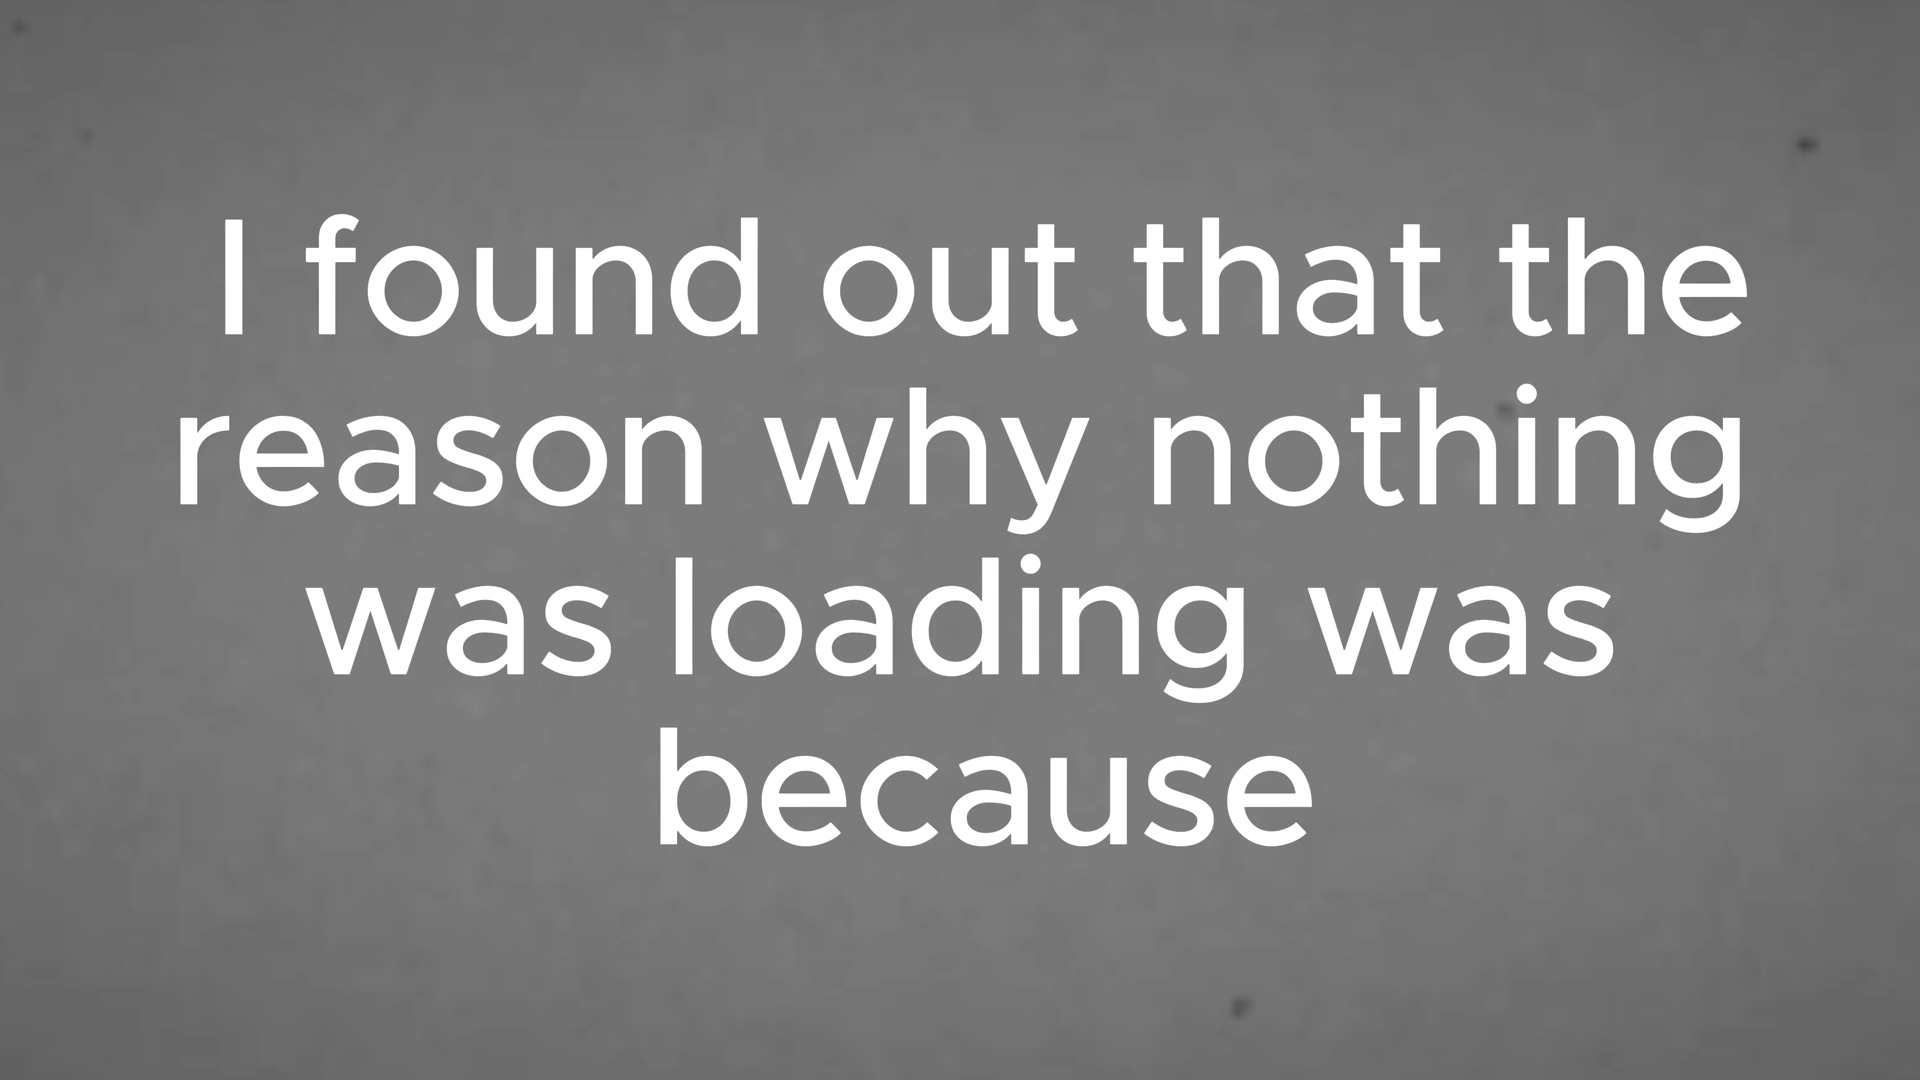 I found out that the
reason why nothing
was loading was
because